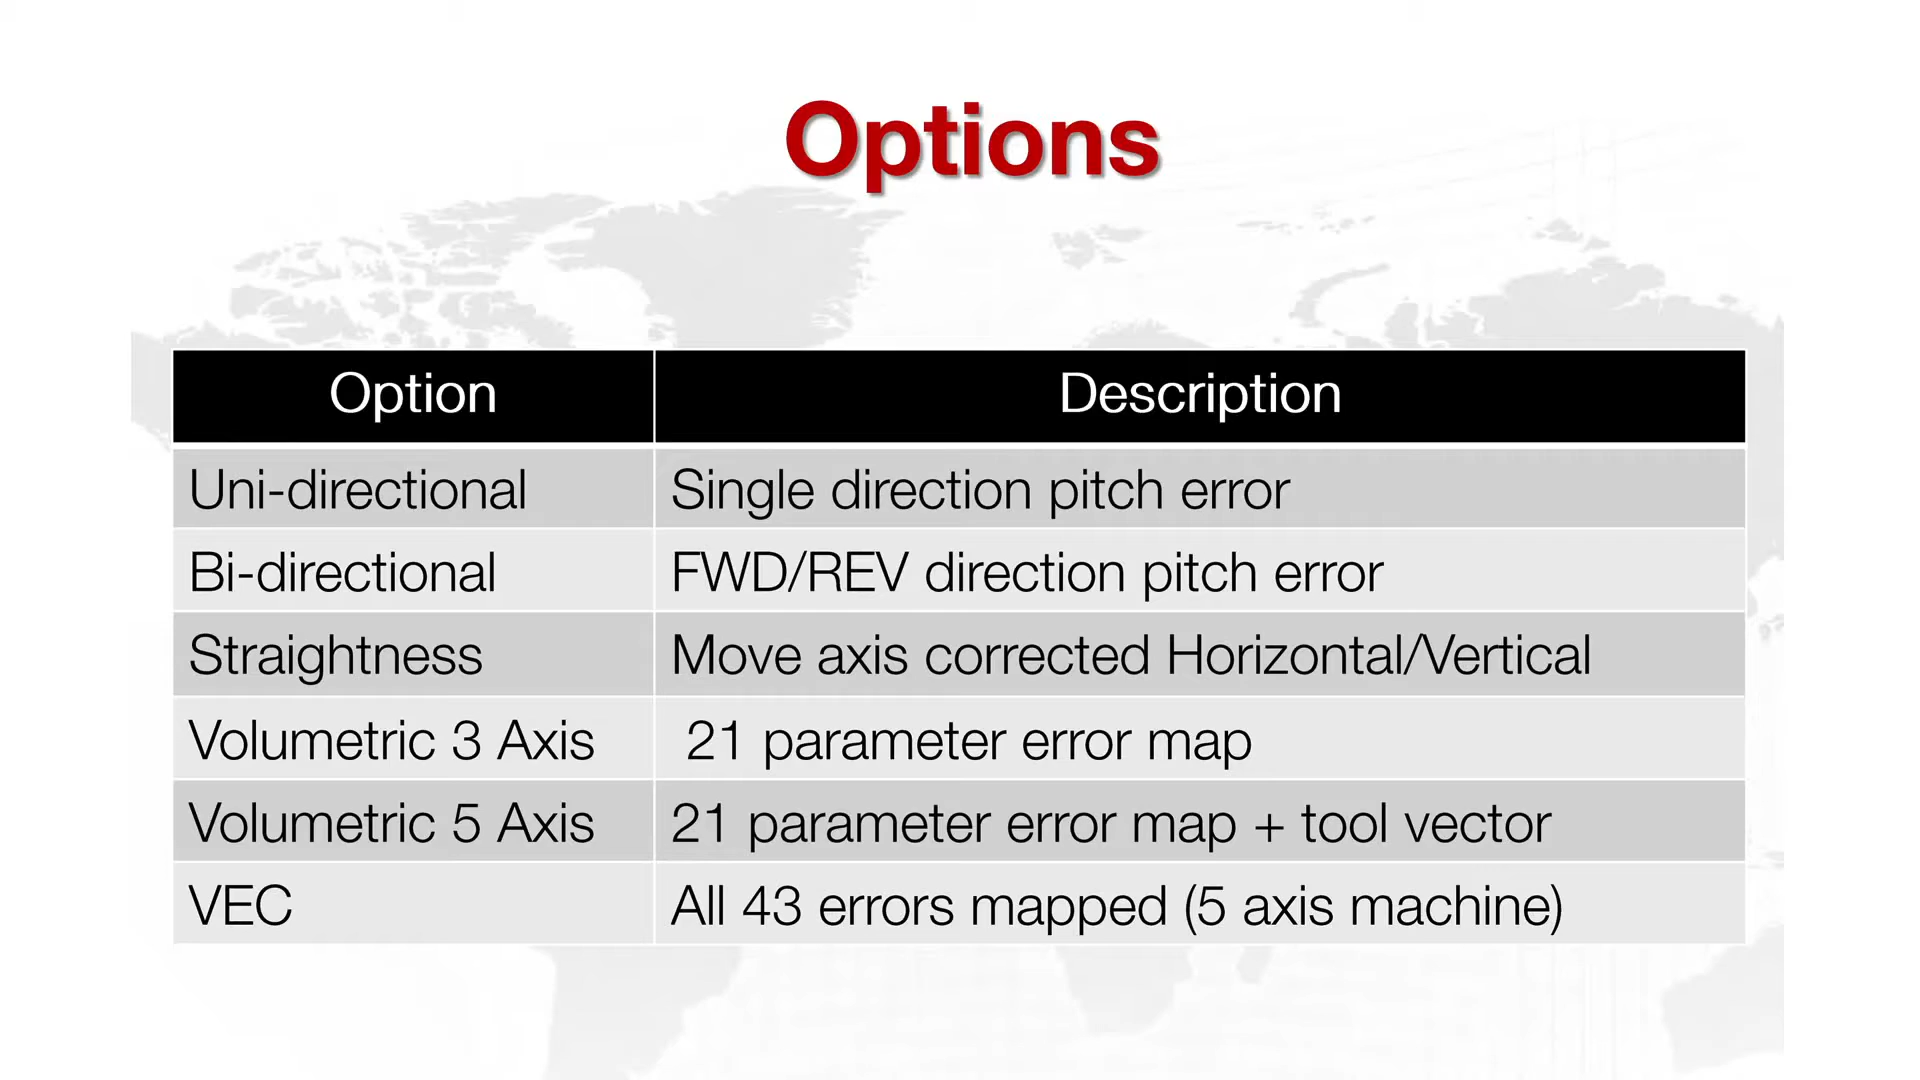 Options
Option Description
Uni-directional Single direction pitch error
Bi-directional FWD/REV direction pitch error
Straightness Move axis corrected Horizontal/Vertical
Volumetric 3 Axis 21 parameter error map
Volumetric 5 Axis 21 parameter error map + tool vector
VEC All 43 errors mapped (5 axis machine)